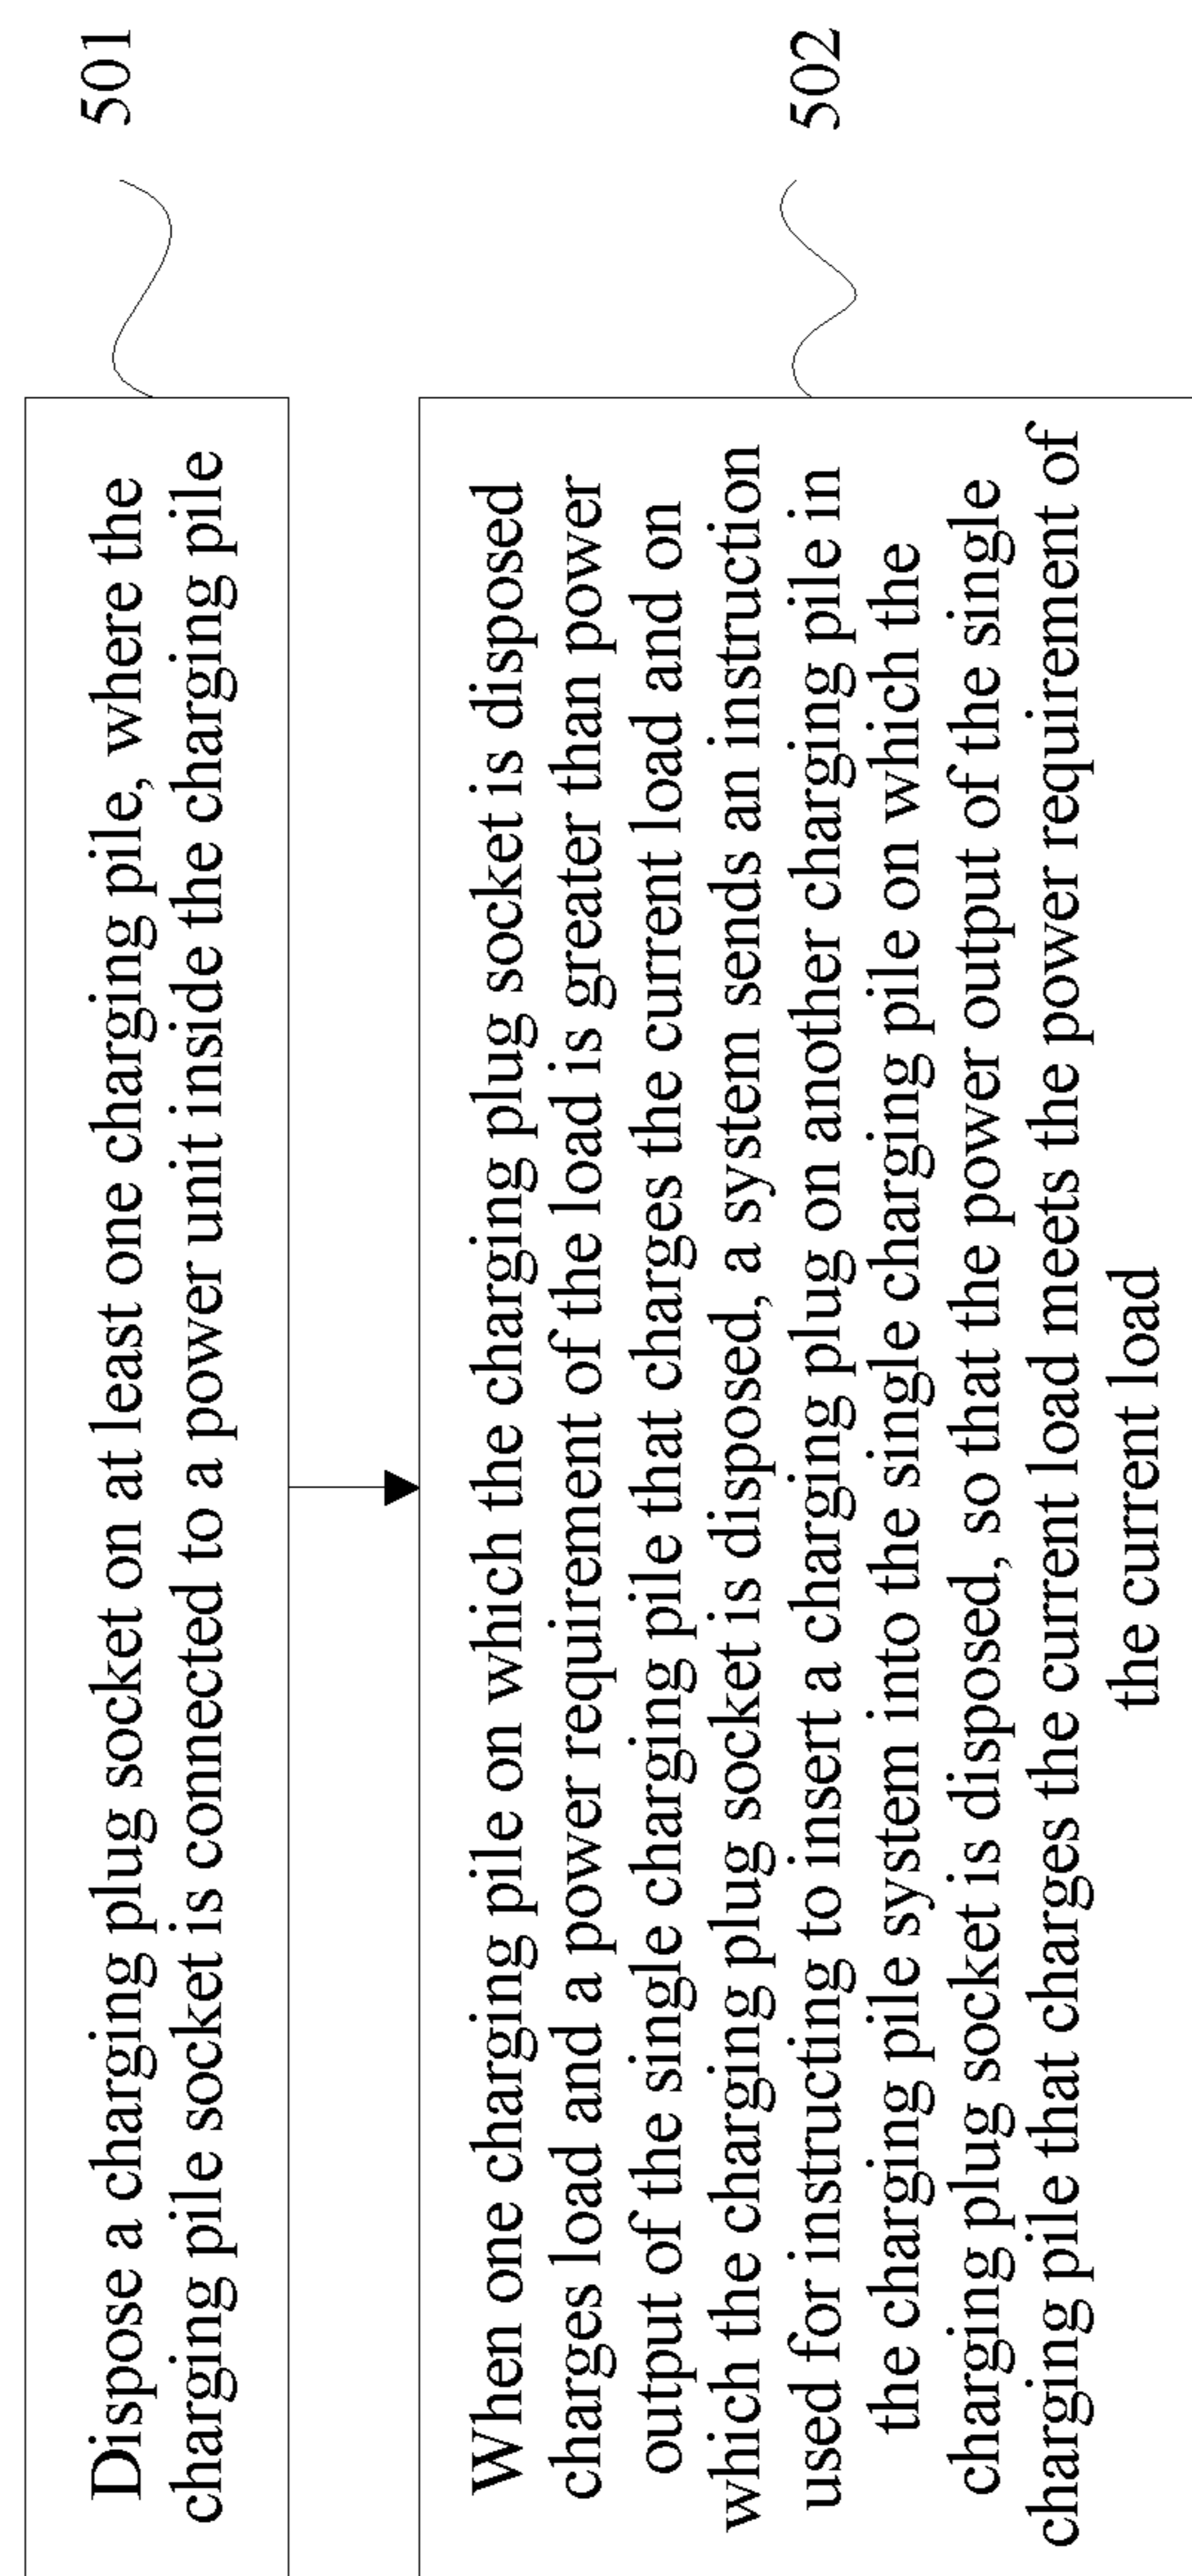 Dispose a charging plug socket on at least one charging pile, where the
charging pile socket is connected to a power unit inside the charging pile
501
When one charging pile on which the charging plug socket is disposed
charges load and a power requirement of the load is greater than power
output of the single charging pile that charges the current load and on
which the charging plug socket is disposed, a system sends an instruction
used for instructing to insert a charging plug on another charging pile in
the charging pile system into the single charging pile on which the
charging plug socket is disposed, so that the power output of the single
charging pile that charges the current load meets the power requirement of
the current load
502